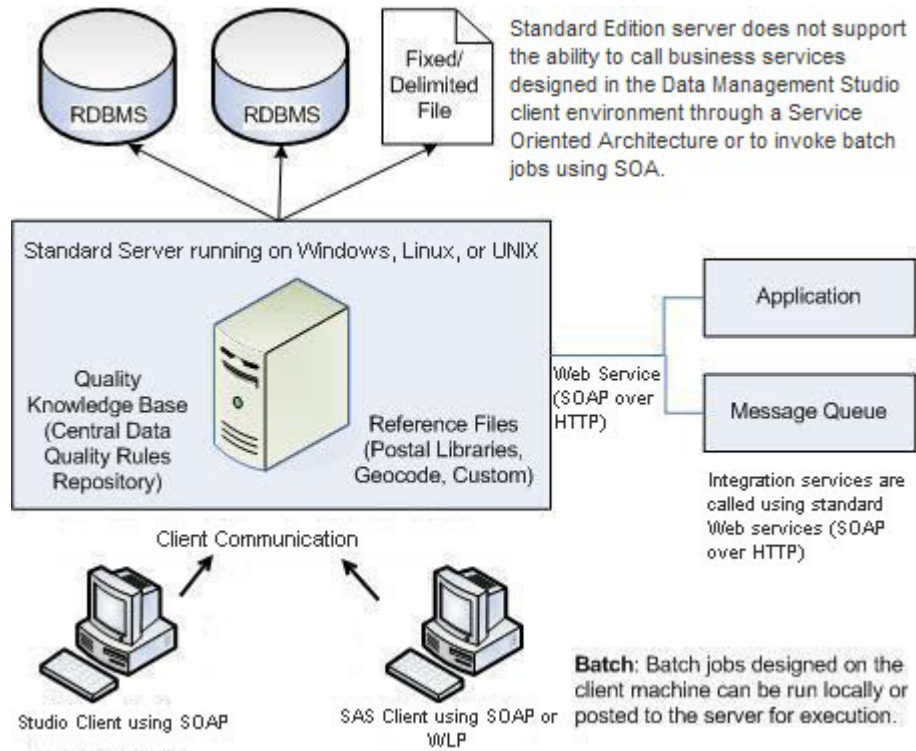 RDBMS
RDBMS
Fixed/
Delimited
File
Standard Edition server does not support
the ability to call business services
designed in the Data Management Studio
client environment through a Service
Oriented Architecture or to invoke batch
jobs using SOA.
Standard Server running on Windows, Linux, or UNIX
Quality
Knowledge Base
(Central Data
Quality Rules
Repository)
Reference Files
(Postal Libraries,
Geocode, Custom)
Web Service
(SOAP over
HTTP)
Application
Message Queue
Integration services are
called using standard
Web services (SOAP
over HTTP)
Client Communication
Studio Client using SOAP
SAS Client using SOAP or
WLP
Batch: Batch jobs designed on the
client machine can be run locally or
posted to the server for execution.